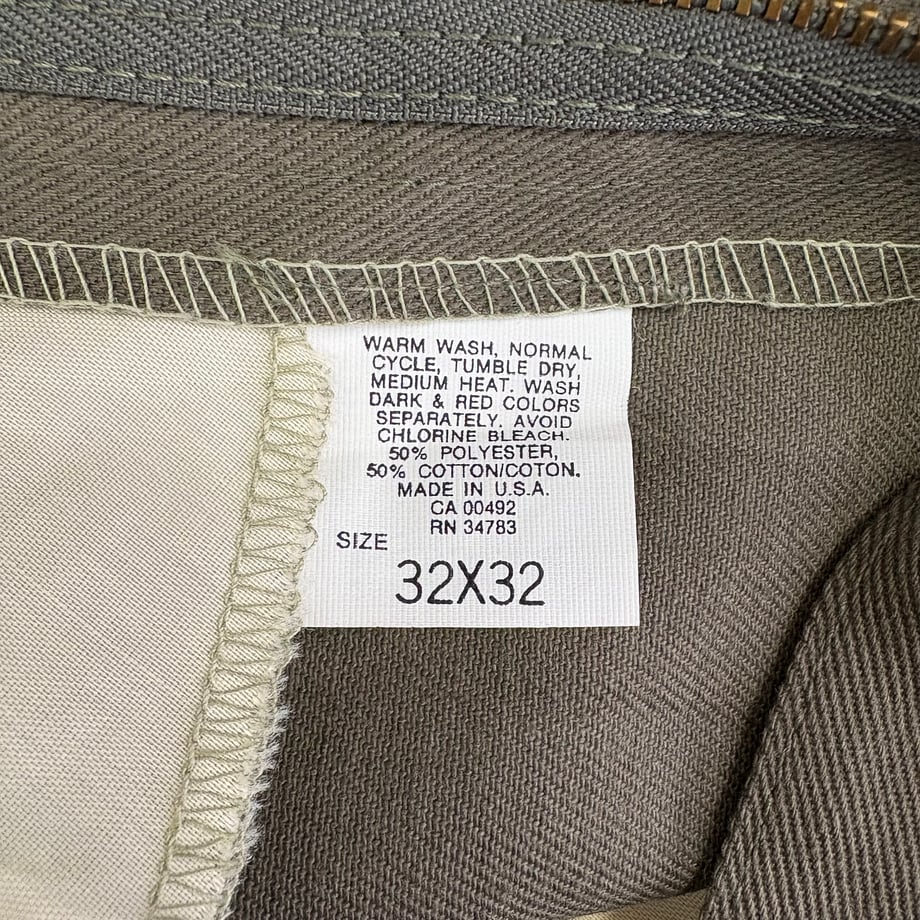 WARM WASH, NORMAL
CYCLE, TUMBLE DRY,
MEDIUM HEAT. WASH
DARK & RED COLORS
SEPARATELY. AVOID
CHLORINE BLEACH.
50% POLYESTER,
50% COTTON/COTON.
MADE IN U.S.A.
CA 00492
RN 34783
SIZE
32X32